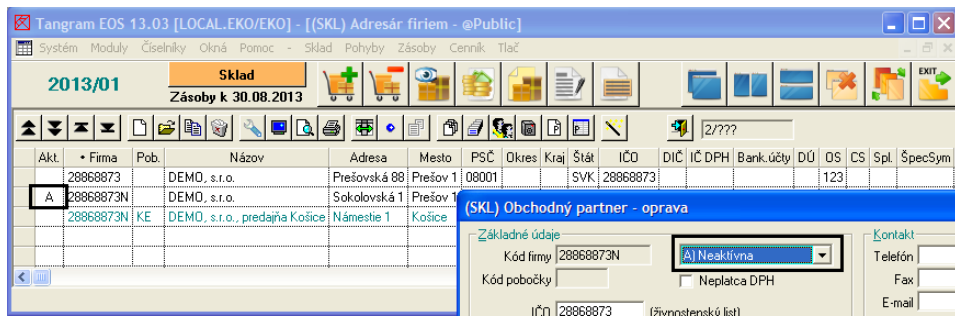 Tangram EOS 13.03 [LOCAL.EKO/EKO] - [(SKL) Adresár firiem - @Public]
Systém Moduly Číselníky Okná Pomoc - Sklad Pohyby Zásoby Cenník Tlač
2013/01
Sklad
Zásoby k 30.08.2013
EXIT
2/???
Akt. • Firma Pob. Názov Adresa Mesto PSČ Okres Kraj Štát IČO DIČ IČ DPH Bank.účty DÚ OS CS Spl. ŠpecSym
28868873 DEMO, s.r.o. Prešovská 88 Prešov 1 08001 SVK 28868873 123
A 28868873N DEMO, s.r.o. Sokolovská 1 Prešov 1
28868873N KE DEMO, s.r.o., predajňa Košice Námestie 1 Košice
(SKL) Obchodný partner - oprava
Základné údaje
Kontakt
Kód firmy 28868873N A) Neaktívna Telefón
Kód pobočky Neplatca DPH Fax
E-mail
IČO 28868873 (živnostenský list)